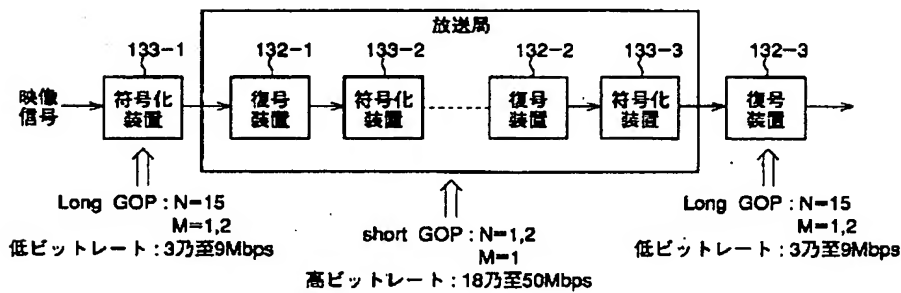 放送局
133-1
132-1
133-2
132-2
133-3
132-3
映像
信号
符号化
装置
復号
装置
符号化
装置
復号
装置
符号化
装置
復号
装置
Long GOP : N=15
M=1,2
低ビットレート : 3乃至9Mbps
short GOP : N=1,2
M=1
高ビットレート : 18乃至50Mbps
Long GOP : N=15
M=1,2
低ビットレート : 3乃至9Mbps